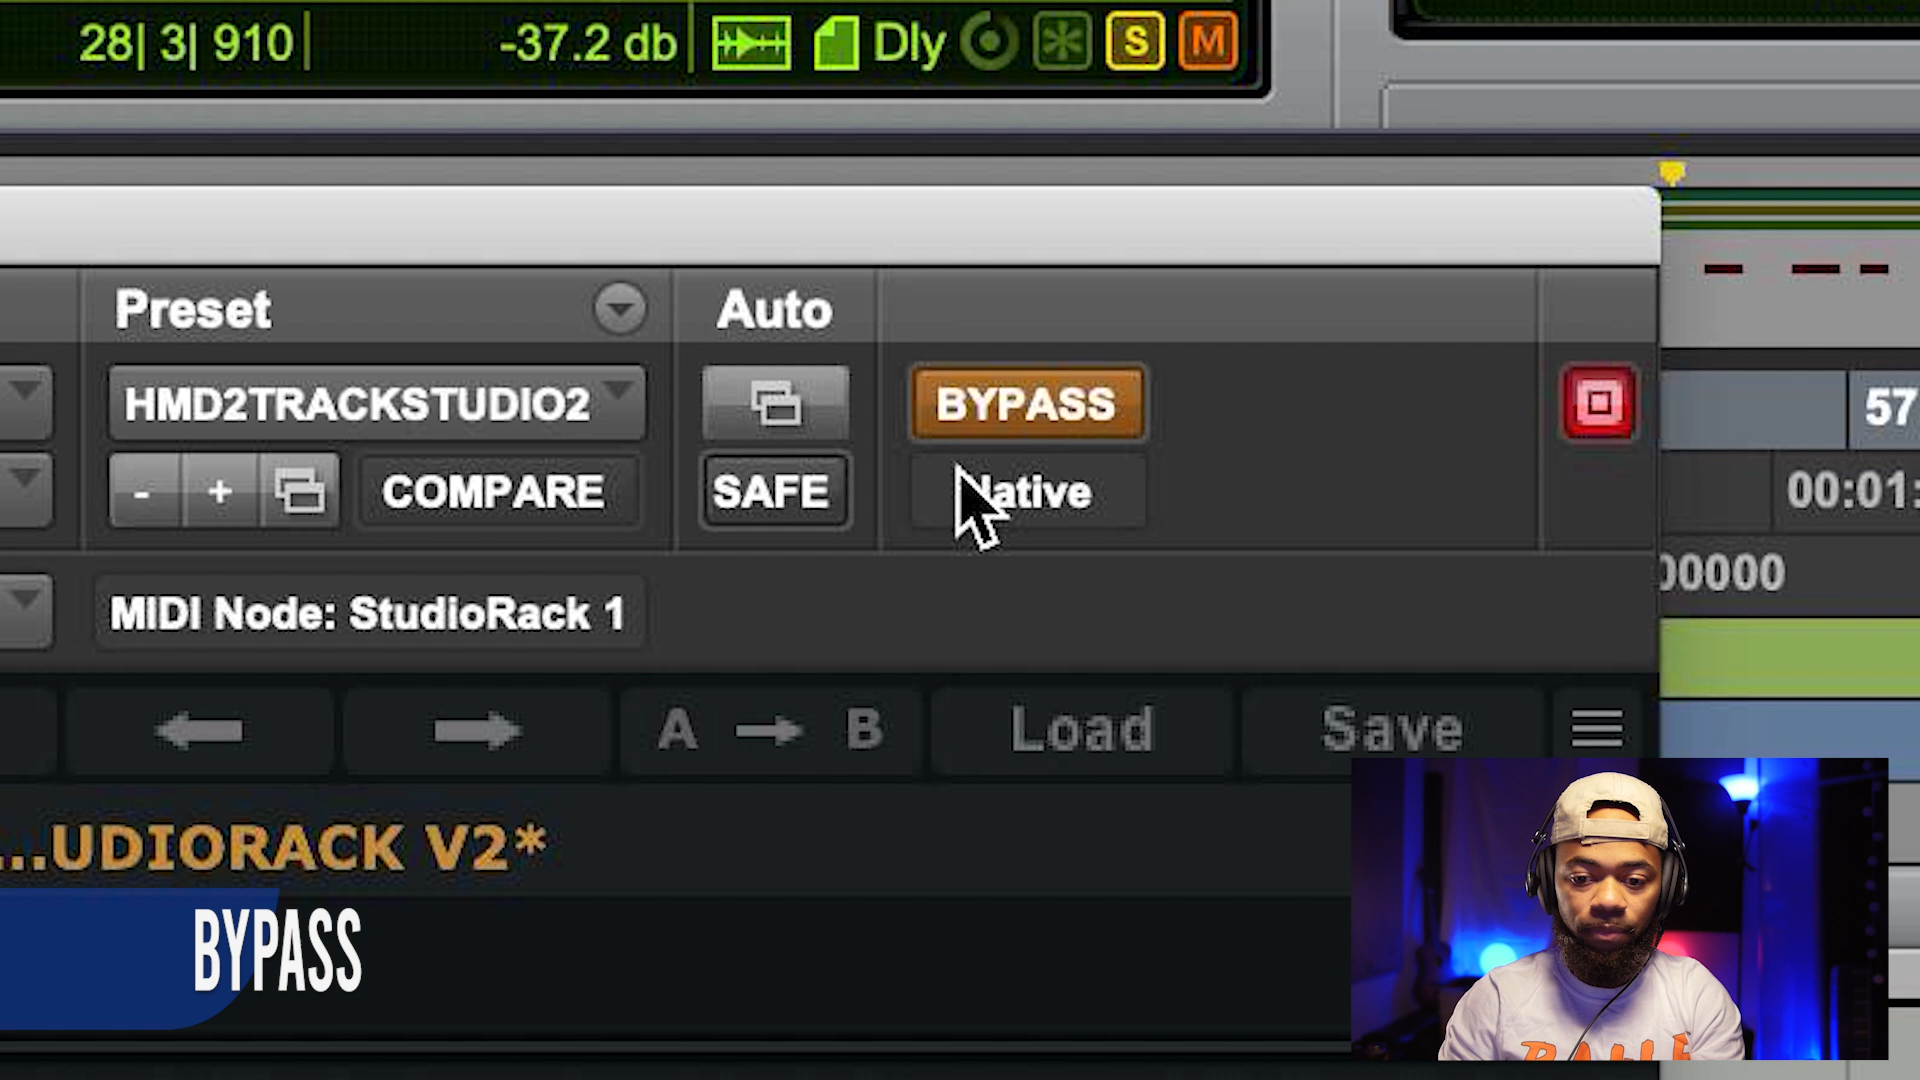 28| 3| 910
-37.2 db
Dly
S
M
Preset
Auto
HMD2TRACKSTUDIO2
BYPASS
57
- +
COMPARE
SAFE
00:01:
00000
MIDI Node: StudioRack 1
A B
Load
Save
...UDIORACK V2*
BYPASS